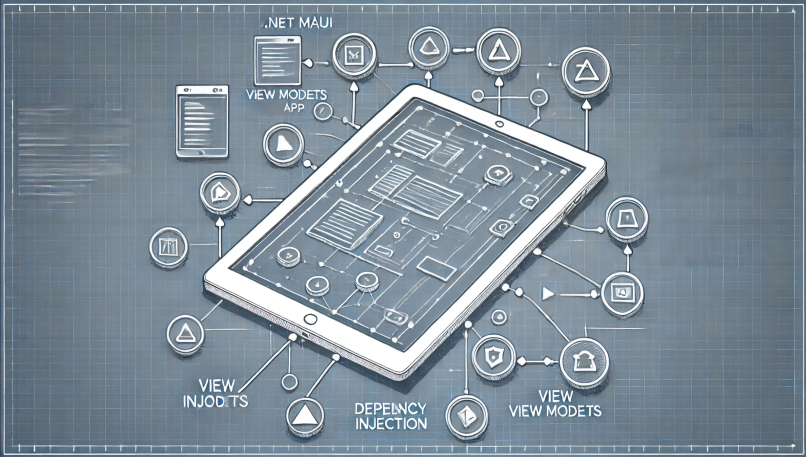 .NET MAUI
VIEW MODETS
APP
VIEW
INJODETS
DEPELNCY
INJECTION
VIEW
VIEW MODETS